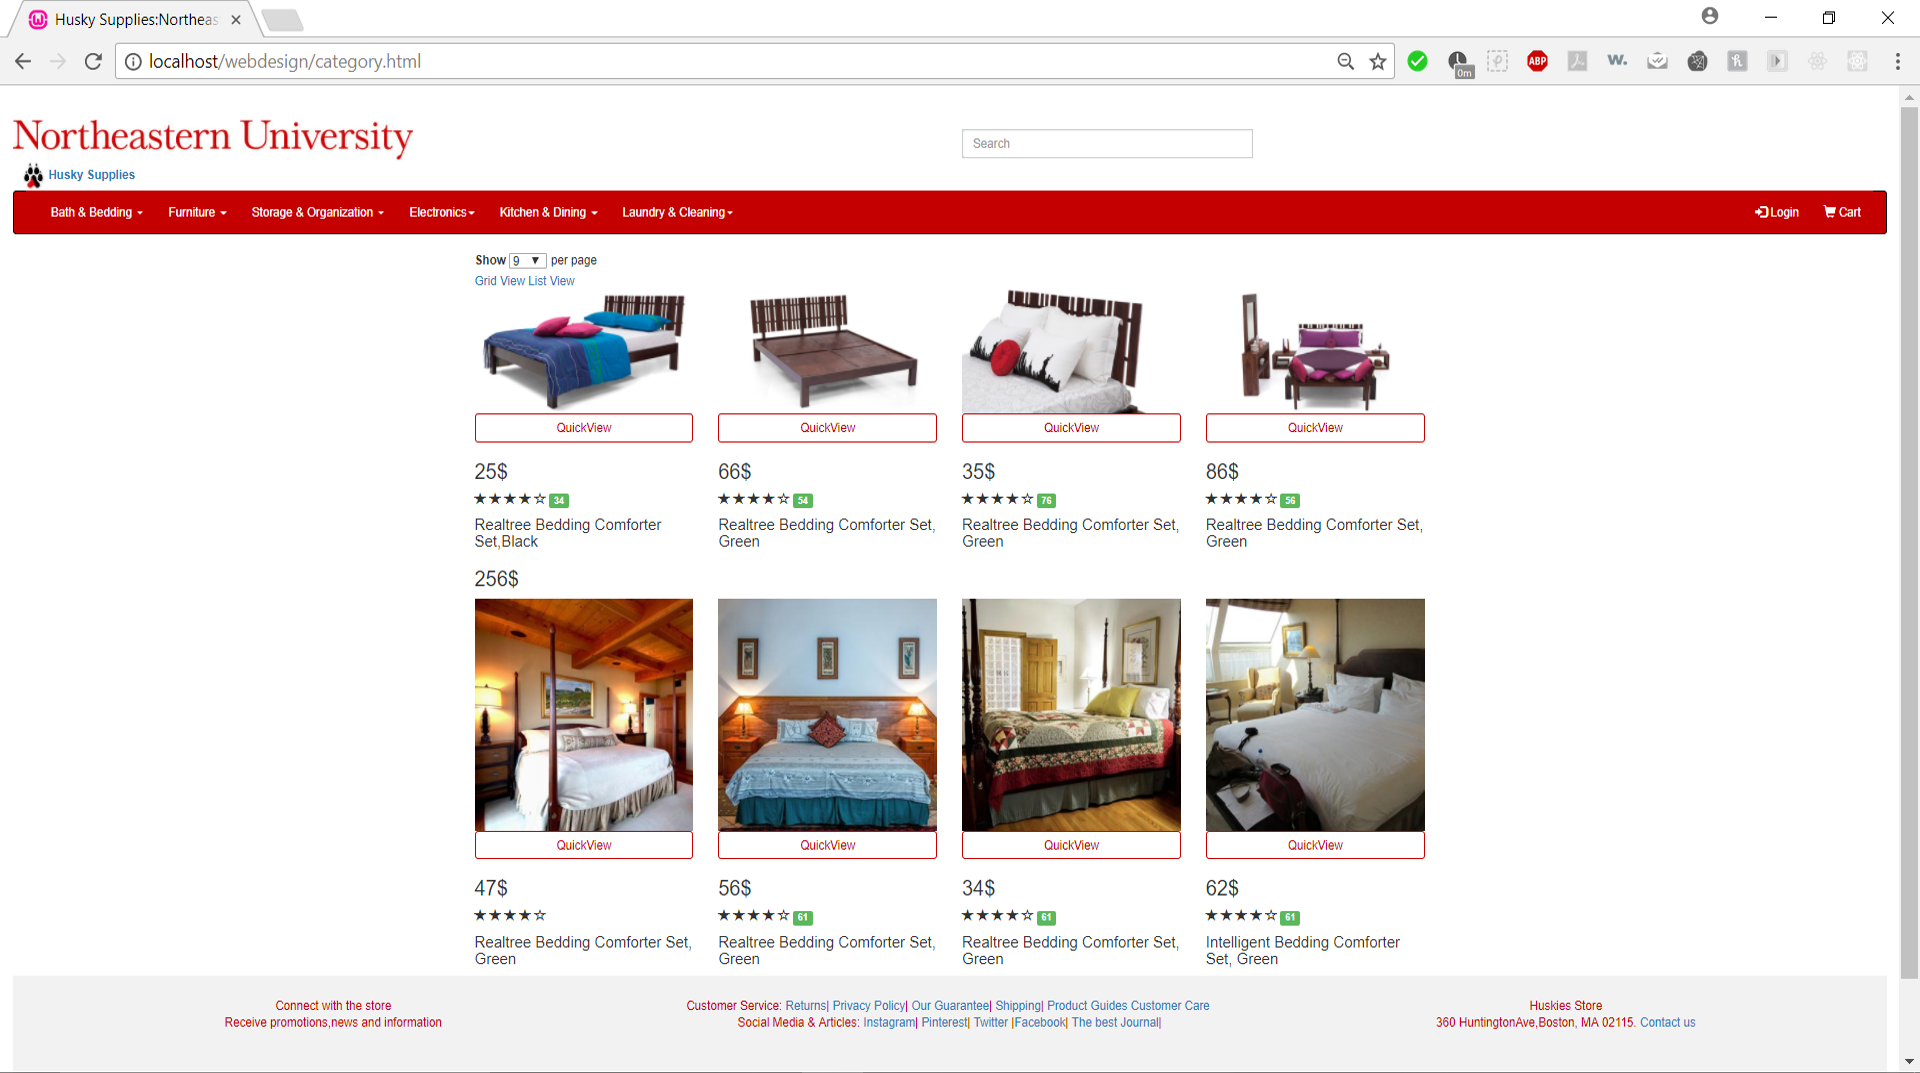 Husky Supplies:Northeas
localhost/webdesign/category.html
ABP
0m
W.
Northeastern University
Search
Husky Supplies
Bath & Bedding Furniture Storage & Organization Electronics Kitchen & Dining Laundry & Cleaning Login Cart
Show 9 per page
Grid View List View
QuickView QuickView QuickView QuickView
25$ 66$ 35$ 86$
34 54 76 56
Realtree Bedding Comforter Realtree Bedding Comforter Set, Realtree Bedding Comforter Set, Realtree Bedding Comforter Set,
Set,Black Green Green Green
256$
QuickView QuickView QuickView QuickView
47$ 56$ 34$ 62$
61 61 61
Realtree Bedding Comforter Set, Realtree Bedding Comforter Set, Realtree Bedding Comforter Set, Intelligent Bedding Comforter
Green Green Green Set, Green
Connect with the store Customer Service: Returns| Privacy Policy| Our Guarantee| Shipping| Product Guides Customer Care Huskies Store
Receive promotions,news and information Social Media & Articles: Instagram| Pinterest| Twitter |Facebook| The best Journal| 360 HuntingtonAve,Boston, MA 02115. Contact us